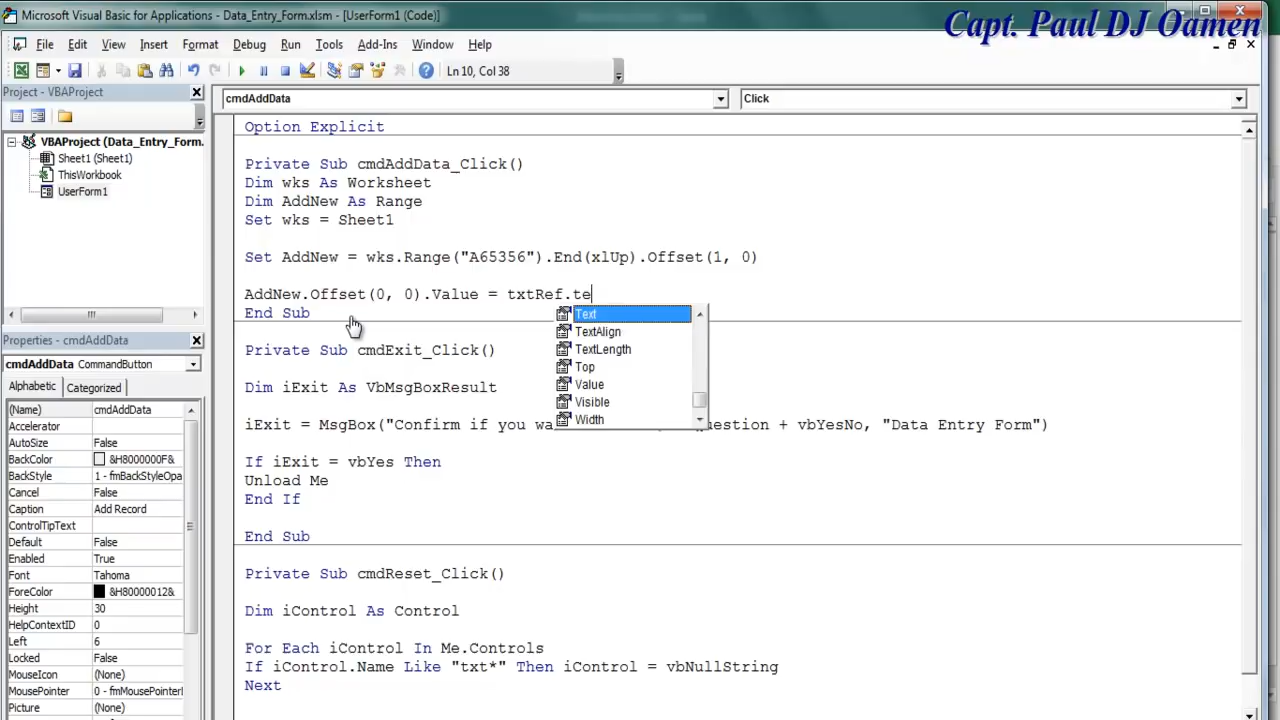 Microsoft Visual Basic for Applications - Data_Entry_Form.xlsm - [UserForm1 (Code)]
Capt. Paul DJ Oamen
File Edit View Insert Format Debug Run Tools Add-Ins Window Help
Ln 10, Col 38
Project - VBAProject
cmdAddData
Click
VBAProject (Data_Entry_Form.
Sheet1 (Sheet1)
ThisWorkbook
UserForm1
Option Explicit
Private Sub cmdAddData_Click()
Dim wks As Worksheet
Dim AddNew As Range
Set wks = Sheet1
Set AddNew = wks.Range("A65356").End(xlUp).Offset(1, 0)
AddNew.Offset(0, 0).Value = txtRef.te
End Sub
Text
TextAlign
TextLength
Top
Value
Visible
Width
Private Sub cmdExit_Click()
Dim iExit As VbMsgBoxResult
iExit = MsgBox("Confirm if you wa uestion + vbYesNo, "Data Entry Form")
If iExit = vbYes Then
Unload Me
End If
End Sub
Private Sub cmdReset_Click()
Dim iControl As Control
For Each iControl In Me.Controls
If iControl.Name Like "txt*" Then iControl = vbNullString
Next
Properties - cmdAddData
cmdAddData CommandButton
Alphabetic Categorized
(Name) cmdAddData
Accelerator
AutoSize False
BackColor &H8000000F&
BackStyle 1 - fmBackStyleOpa
Cancel False
Caption Add Record
ControlTipText
Default False
Enabled True
Font Tahoma
ForeColor &H80000012&
Height 30
HelpContextID 0
Left 6
Locked False
MouseIcon (None)
MousePointer 0 - fmMousePointerI
Picture (None)